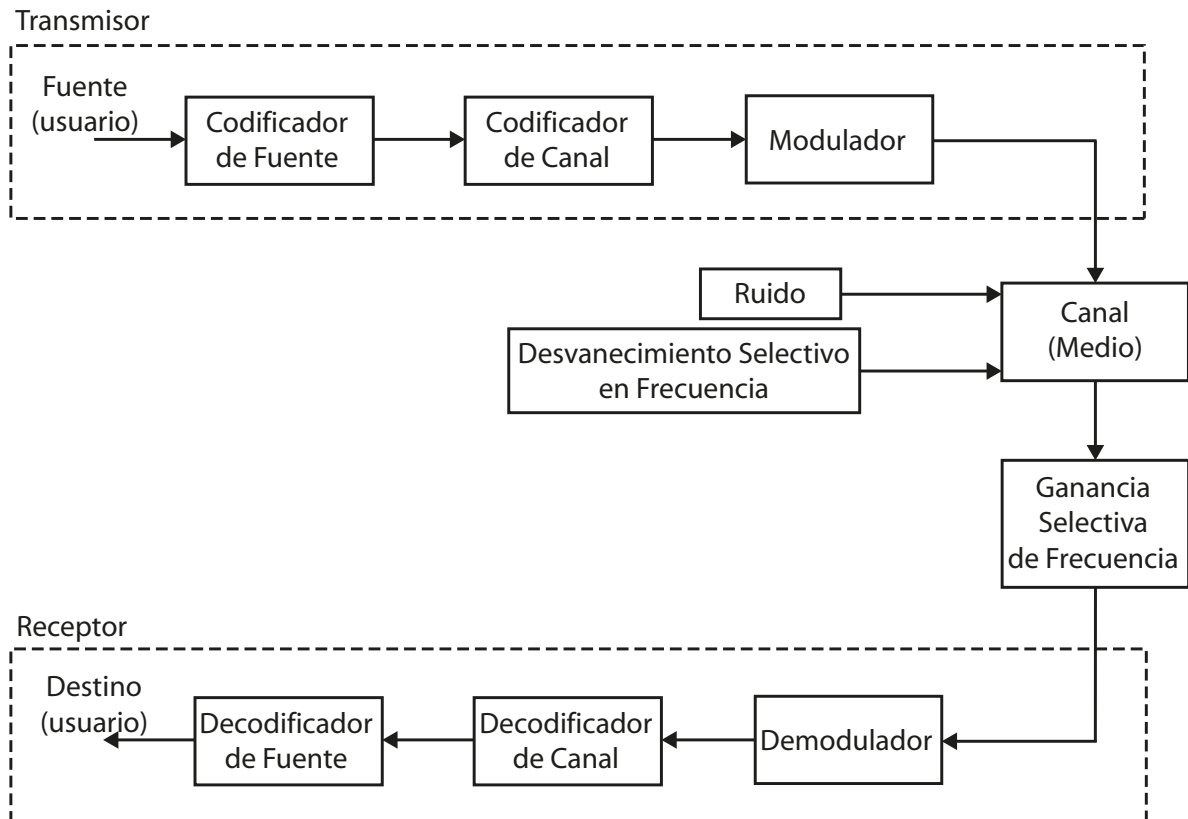 Transmisor
Fuente
(usuario)
Codificador
de Fuente
Codificador
de Canal
Modulador
Ruido
Canal
(Medio)
Desvanecimiento Selectivo
en Frecuencia
Ganancia
Selectiva
de Frecuencia
Receptor
Destino
(usuario)
Decodificador
de Fuente
Decodificador
de Canal
Demodulador